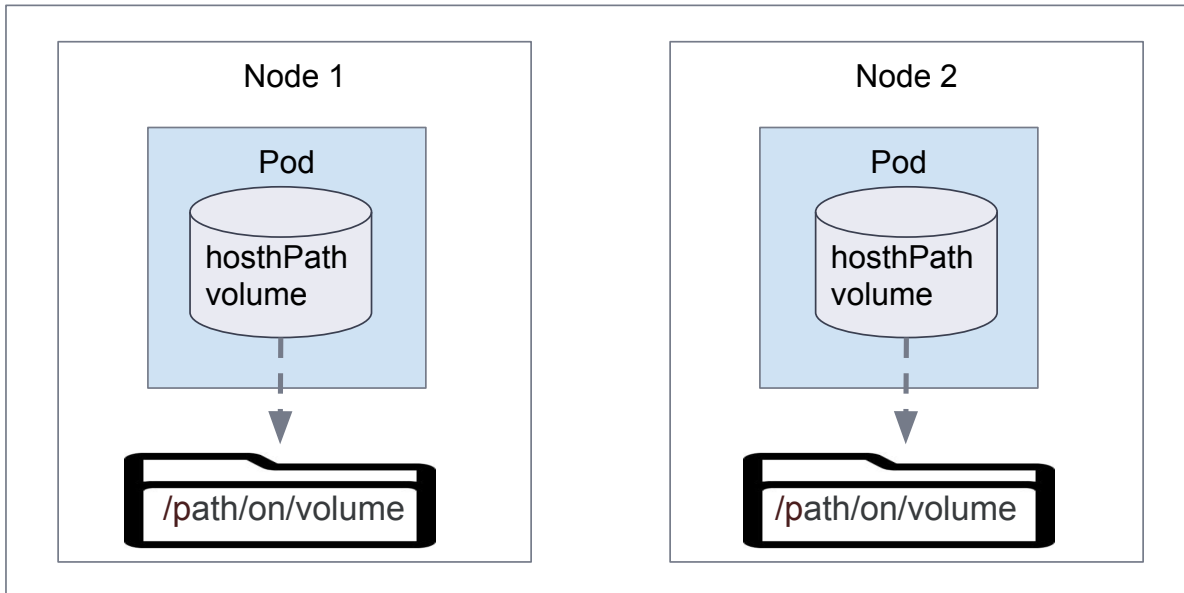 Node 1
Pod
hosthPath
volume
/path/on/volume
Node 2
Pod
hosthPath
volume
/path/on/volume